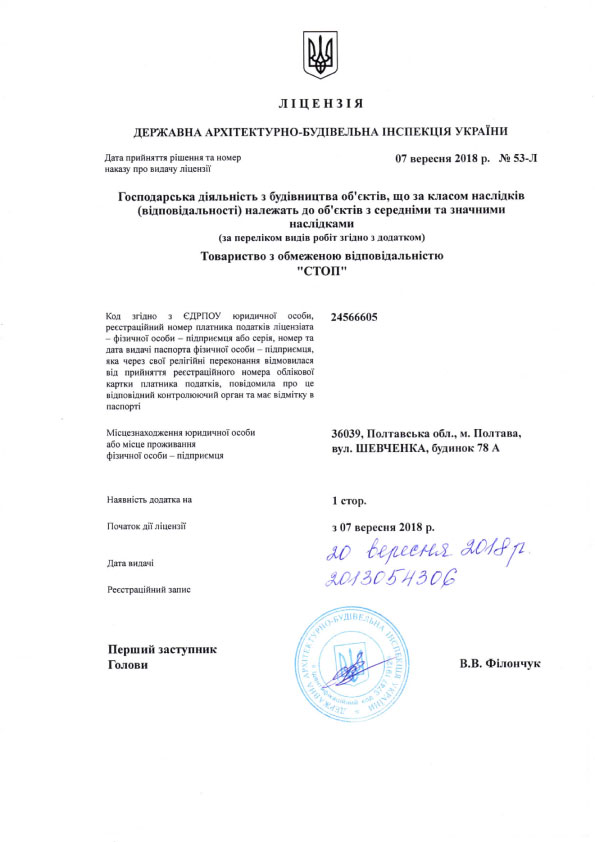 ЛІЦЕНЗІЯ
ДЕРЖАВНА АРХІТЕКТУРНО-БУДІВЕЛЬНА ІНСПЕКЦІЯ УКРАЇНИ
Дата прийняття рішення та номер
наказу про видачу ліцензії
07 вересня 2018 р. № 53-Л
Господарська діяльність з будівництва об'єктів, що за класом наслідків
(відповідальності) належать до об'єктів з середніми та значними
наслідками
(за переліком видів робіт згідно з додатком)
Товариство з обмеженою відповідальністю
"СТОП"
Код згідно з ЄДРПОУ юридичної особи,
реєстраційний номер платника податків ліцензіата
– фізичної особи – підприємця або серія, номер та
дата видачі паспорта фізичної особи – підприємця,
яка через свої релігійні переконання відмовилася
від прийняття реєстраційного номера облікової
картки платника податків, повідомила про це
відповідний контролюючий орган та має відмітку в
паспорті
24566605
Місцезнаходження юридичної особи
або місце проживання
фізичної особи – підприємця
36039, Полтавська обл., м. Полтава,
вул. ШЕВЧЕНКА, будинок 78 А
Наявність додатка на
1 стор.
Початок дії ліцензії
з 07 вересня 2018 р.
Дата видачі
20 вересня 2018 р.
Реєстраційний запис
2013054306
Перший заступник
Голови
В.В. Філончук
ДЕРЖАВНА АРХІТЕКТУРНО-БУДІВЕЛЬНА ІНСПЕКЦІЯ УКРАЇНИ
Ідентифікаційний код